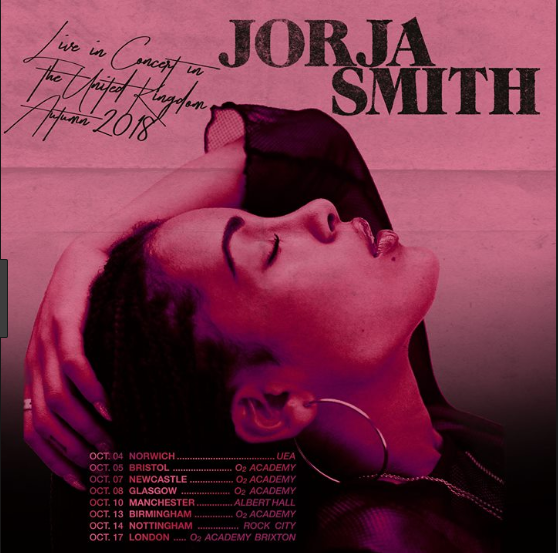 Live in Concert in
the United Kingdom
Autumn 2018
JORJA
SMITH
OCT. 04 NORWICH ................................ UEA
OCT. 05 BRISTOL ..................... O2 ACADEMY
OCT. 07 NEWCASTLE ................ O2 ACADEMY
OCT. 08 GLASGOW .................. O2 ACADEMY
OCT. 10 MANCHESTER ............. ALBERT HALL
OCT. 13 BIRMINGHAM .............. O2 ACADEMY
OCT. 14 NOTTINGHAM ................ ROCK CITY
OCT. 17 LONDON ..... O2 ACADEMY BRIXTON